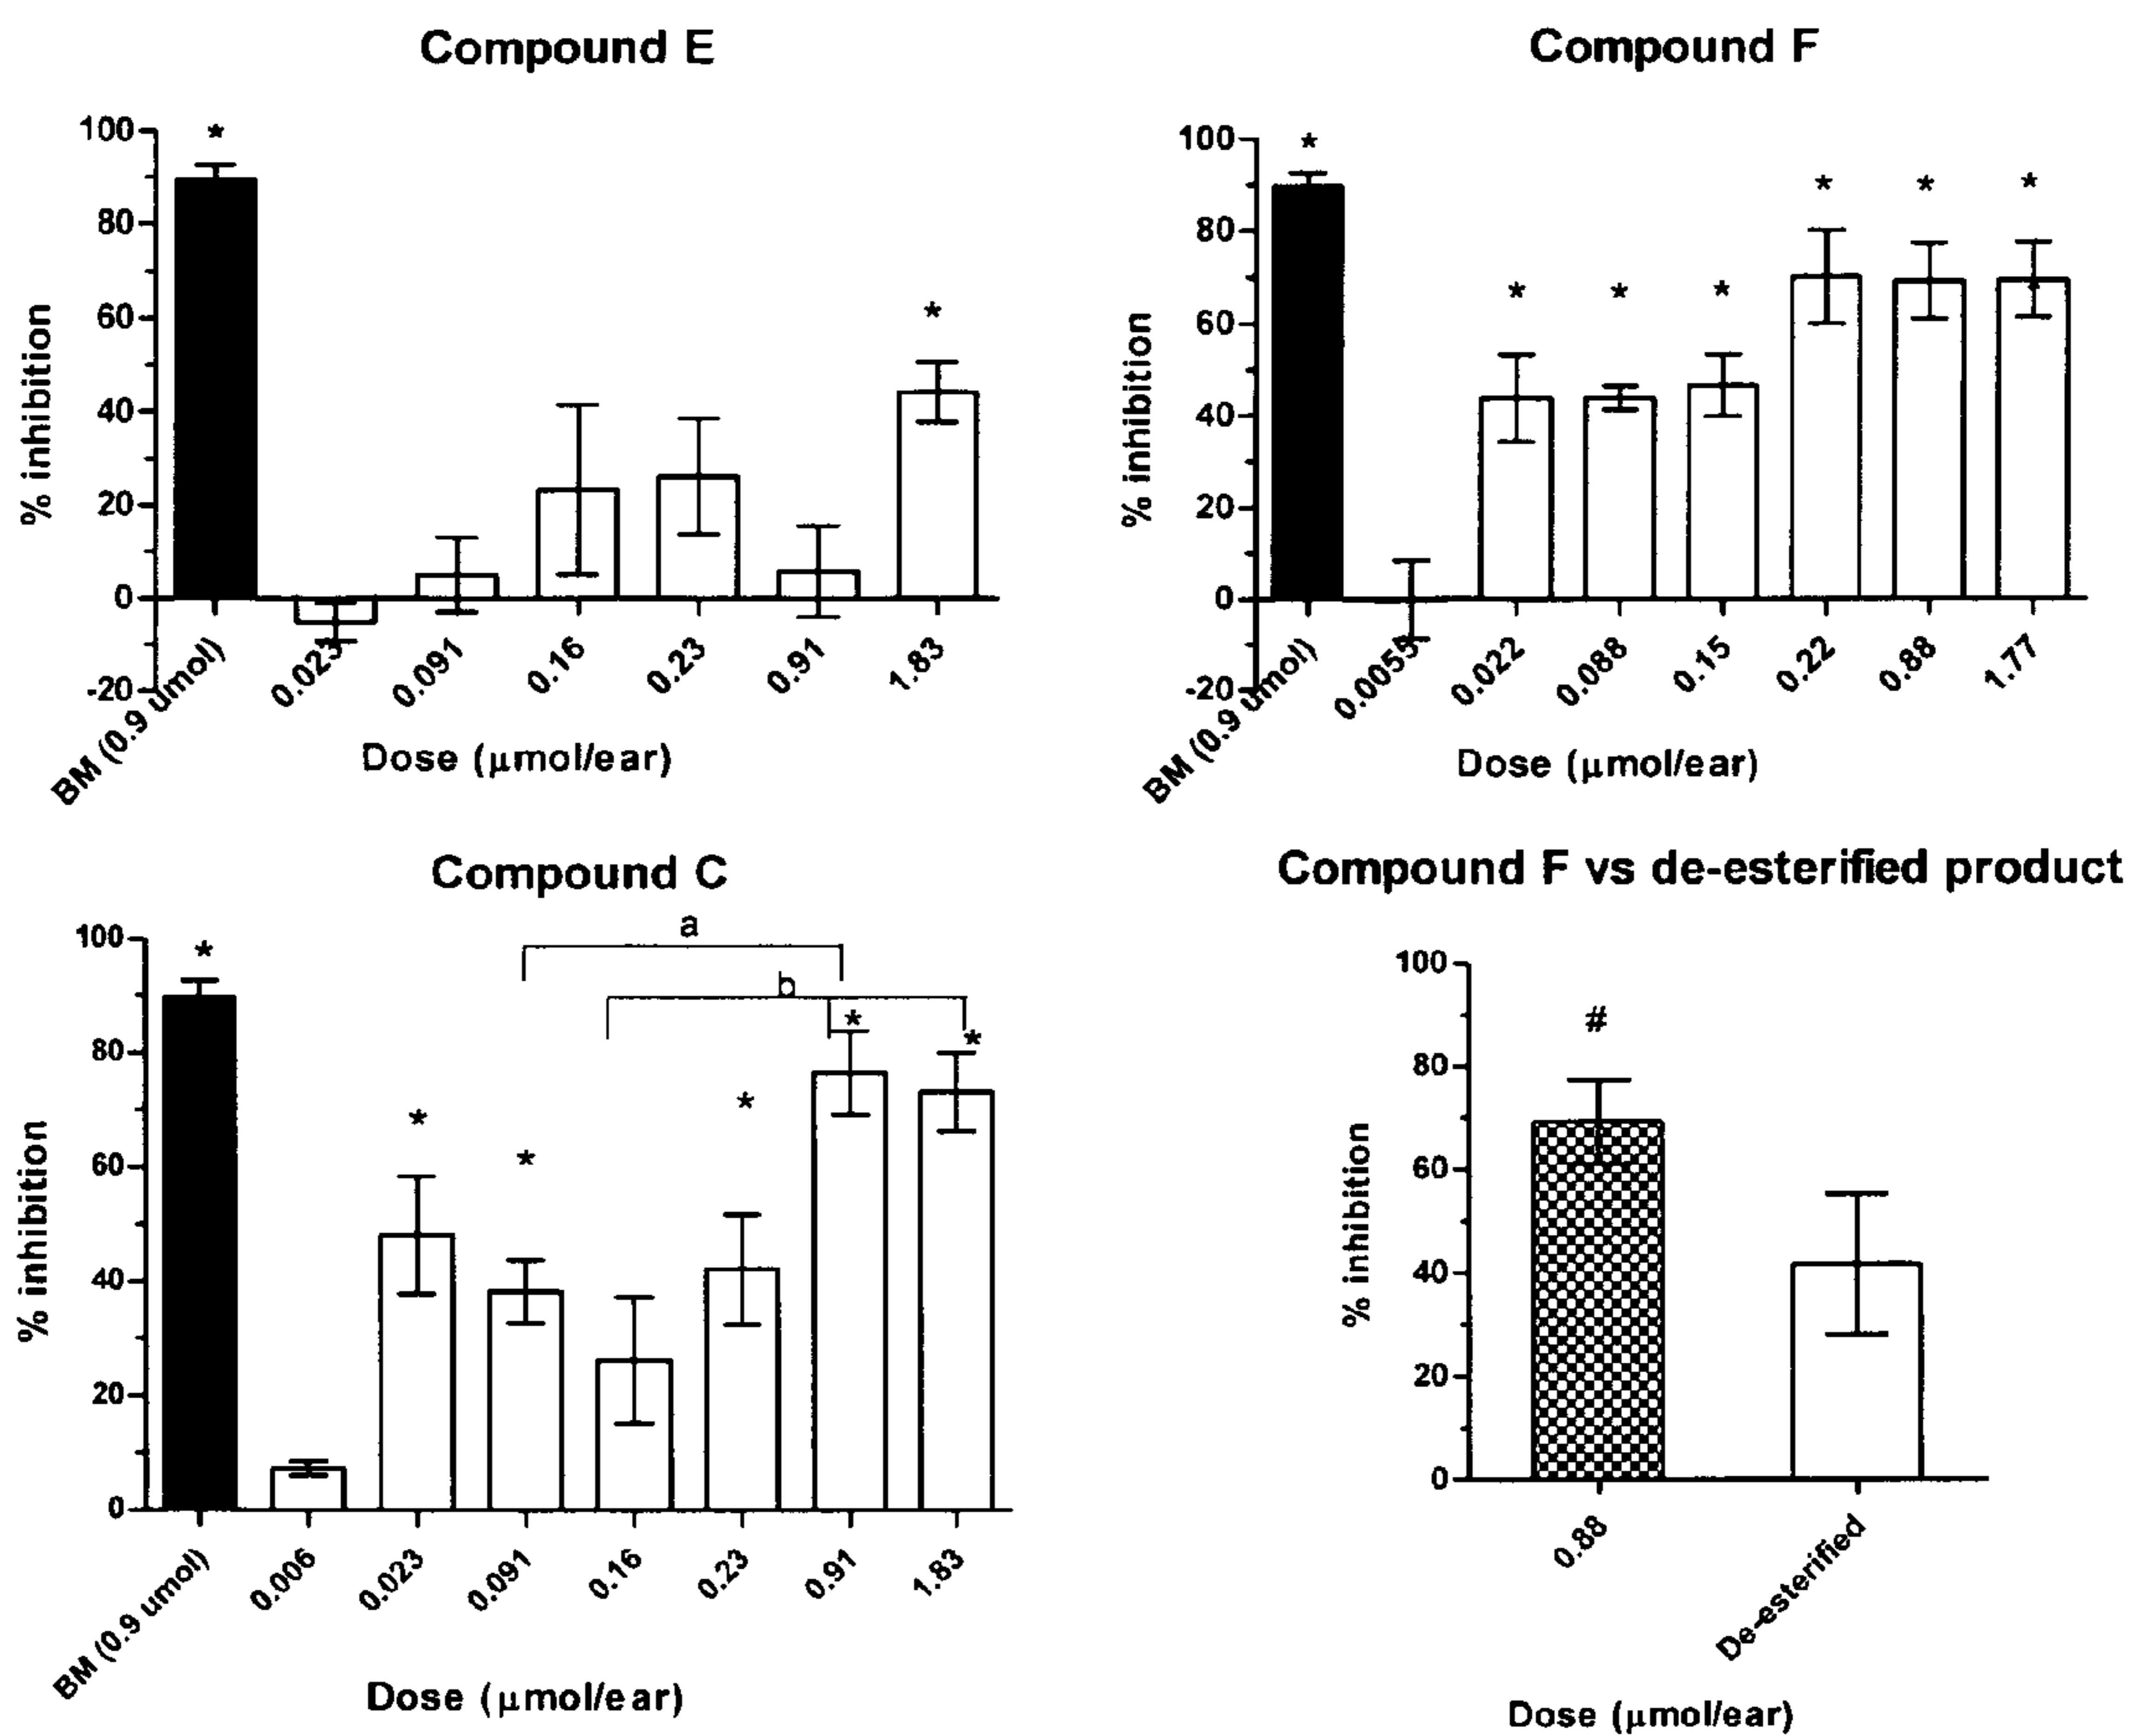 Compound E
*
100
80
60
40
20
0
-20
% inhibition
*
BM (0.9 umol)
0.023
0.091
0.16
0.23
0.91
1.83
Dose (μmol/ear)
Compound F
*
* * *
* * *
100
80
60
40
20
0
-20
% inhibition
BM (0.9 umol)
0.0055
0.022
0.088
0.15
0.22
0.88
1.77
Dose (μmol/ear)
Compound C
a
b
*
* *
* * *
100
80
60
40
20
0
% inhibition
BM (0.9 umol)
0.006
0.023
0.091
0.16
0.23
0.91
1.83
Dose (μmol/ear)
Compound F vs de-esterified product
#
100
80
60
40
20
0
% inhibition
0.88
De-esterified
Dose (μmol/ear)